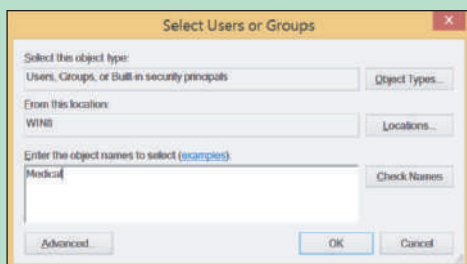 Select Users or Groups
Select this object type:
Users, Groups, or Built-in security principals
Object Types...
From this location:
WIN8
Locations...
Enter the object names to select (examples):
Medical
Check Names
Advanced...
OK
Cancel